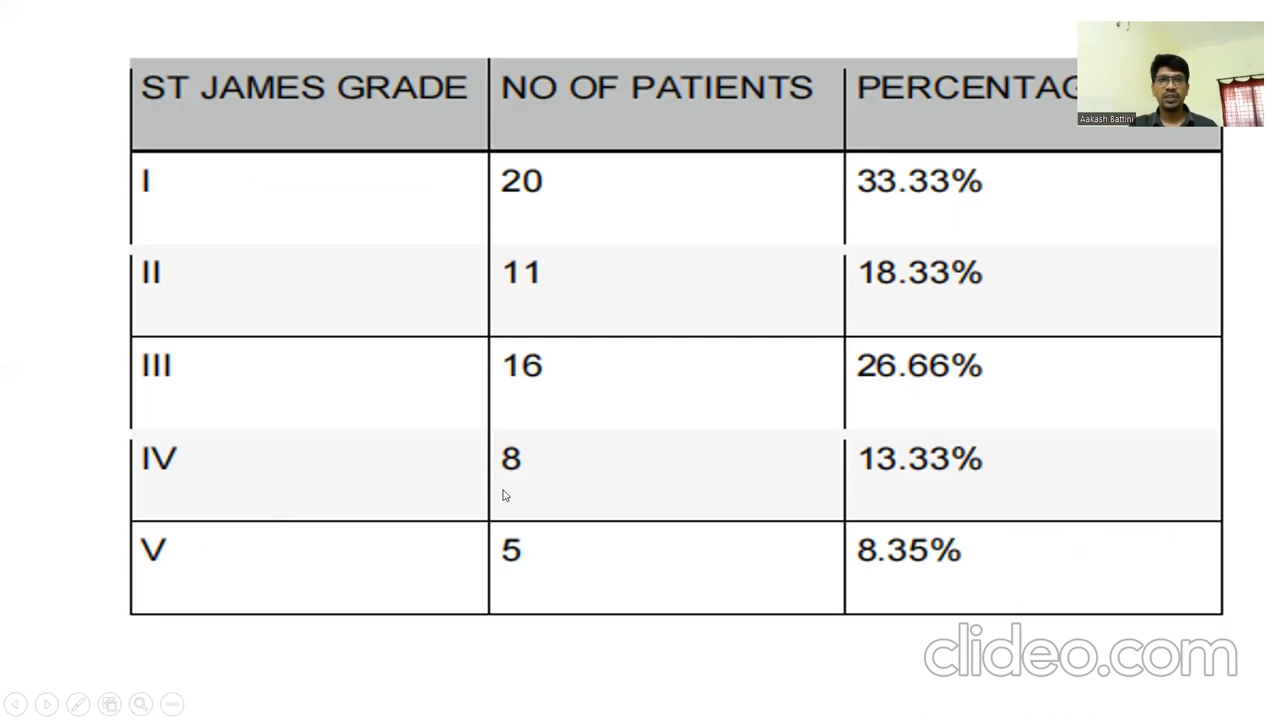 ST JAMES GRADE NO OF PATIENTS PERCENTAG
Aakash Battini
I 20 33.33%
II 11 18.33%
III 16 26.66%
IV 8 13.33%
V 5 8.35%
clideo.com